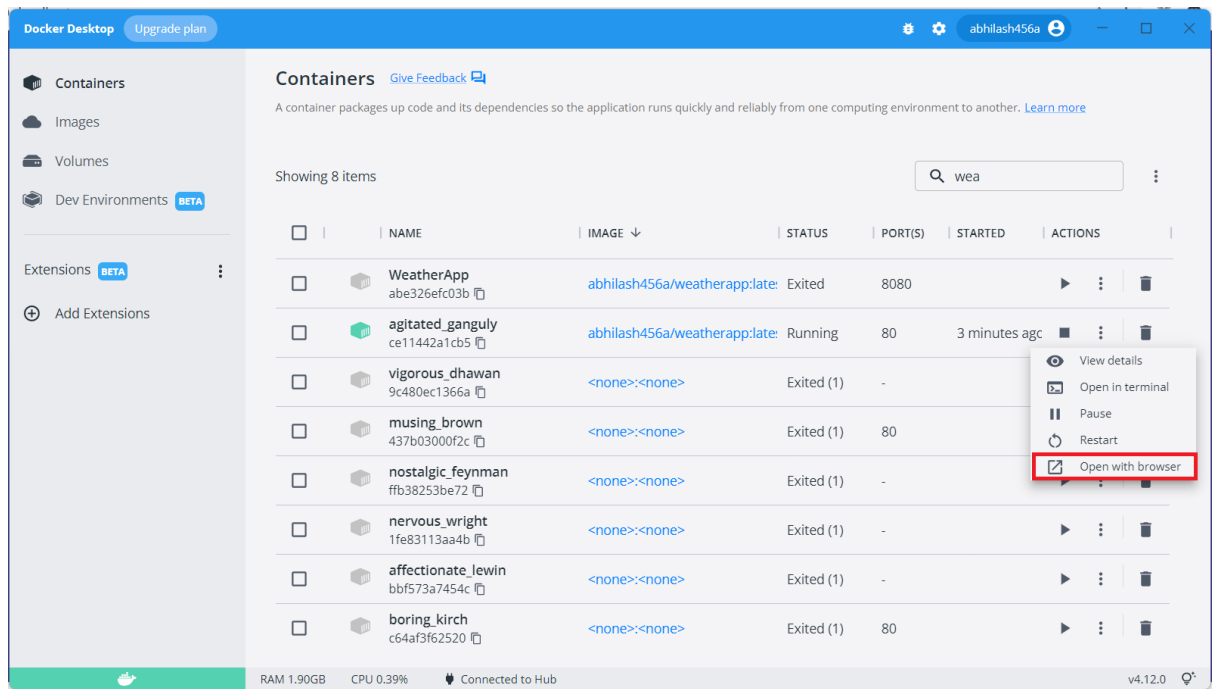 Docker Desktop Upgrade plan abhilash456a
Containers
Images
Volumes
Dev Environments BETA
Extensions BETA
Add Extensions
Containers Give Feedback
A container packages up code and its dependencies so the application runs quickly and reliably from one computing environment to another. Learn more
Showing 8 items wea
NAME IMAGE STATUS PORT(S) STARTED ACTIONS
WeatherApp
abe326efc03b
abhilash456a/weatherapp:late: Exited 8080
agitated_ganguly
ce11442a1cb5
abhilash456a/weatherapp:late: Running 80 3 minutes agc
vigorous_dhawan
9c480ec1366a
<none>:<none> Exited (1) -
musing_brown
437b03000f2c
<none>:<none> Exited (1) 80
nostalgic_feynman
ffb38253be72
<none>:<none> Exited (1) -
nervous_wright
1fe83113aa4b
<none>:<none> Exited (1) -
affectionate_lewin
bbf573a7454c
<none>:<none> Exited (1) -
boring_kirch
c64af3f62520
<none>:<none> Exited (1) 80
View details
Open in terminal
Pause
Restart
Open with browser
RAM 1.90GB CPU 0.39% Connected to Hub v4.12.0